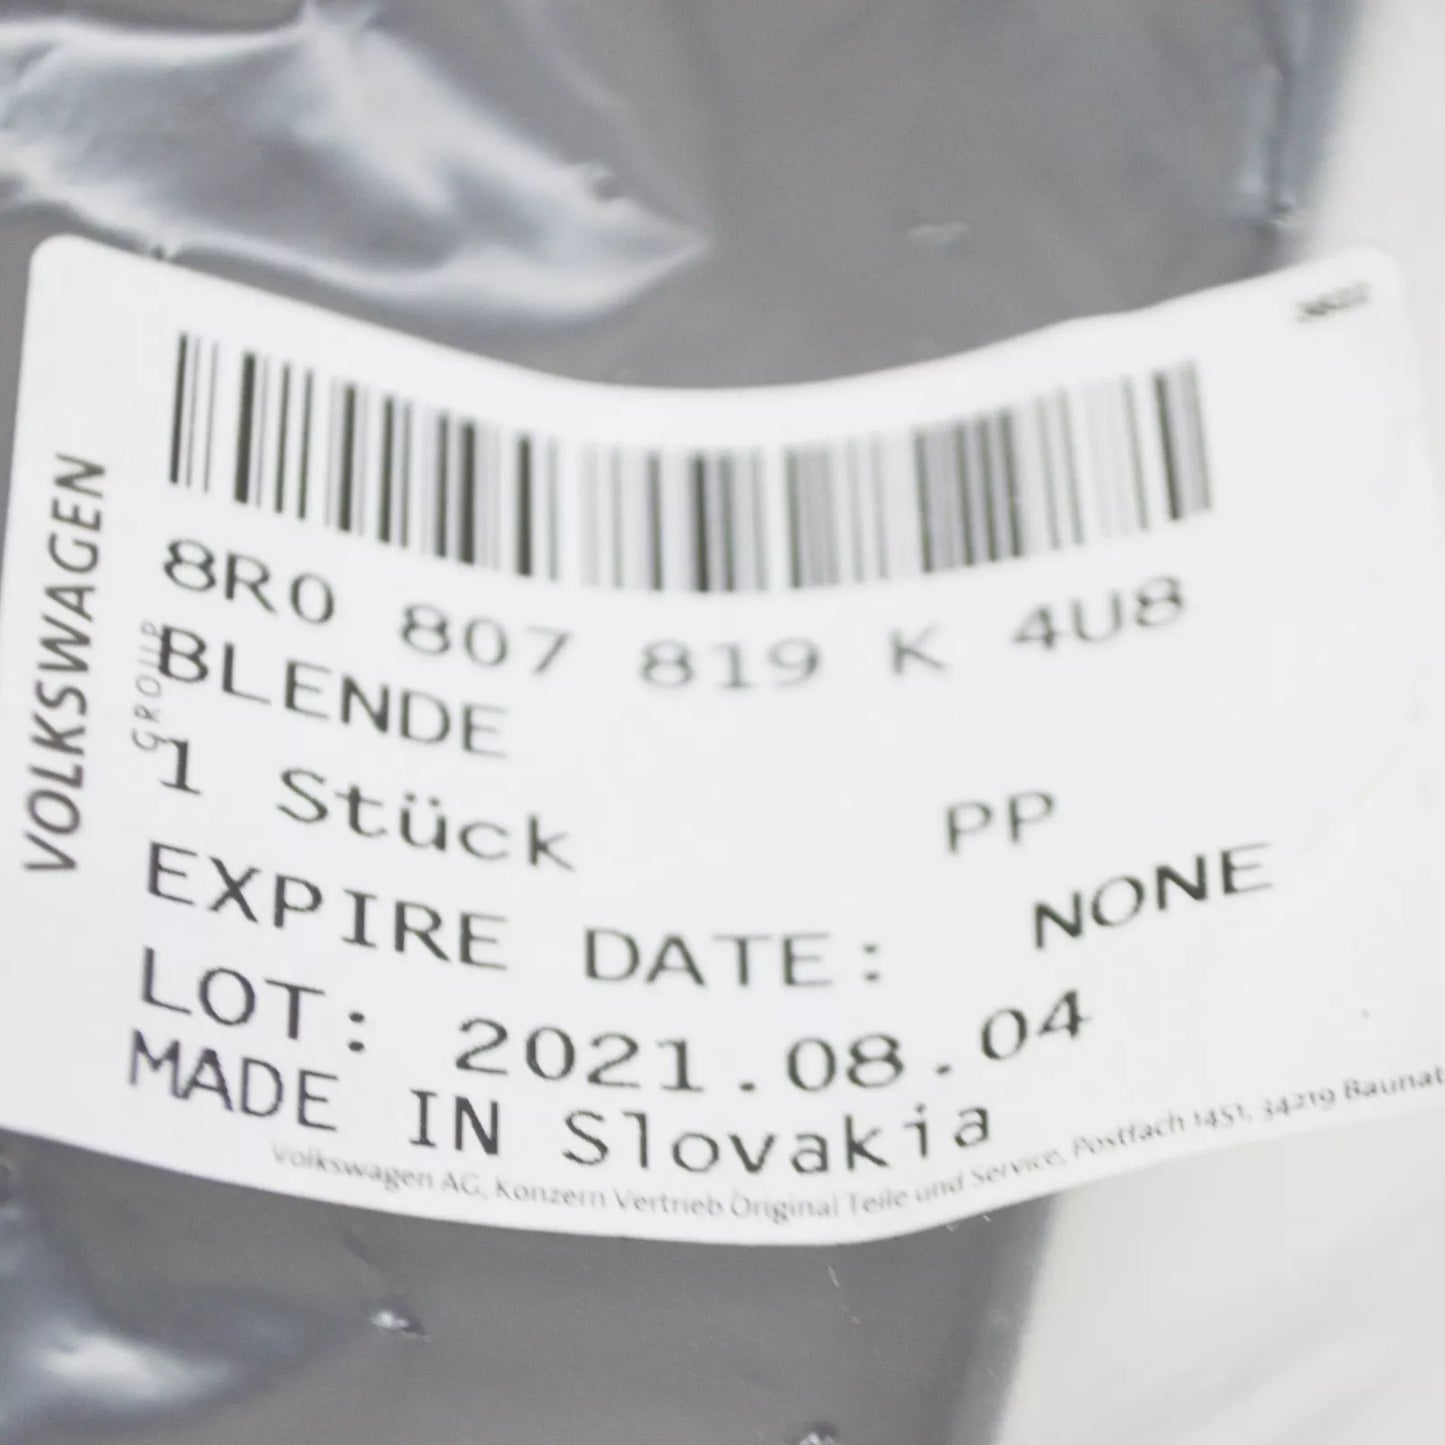 VOLKSWAGEN
GROUP
8R0 807 819 K 4U8
BLENDE
1 Stück PP
EXPIRE DATE: NONE
LOT: 2021.08.04
MADE IN Slovakia
Volkswagen AG, Konzern Vertrieb Original Teile und Service, Postfach 1451, 34219 Baunat